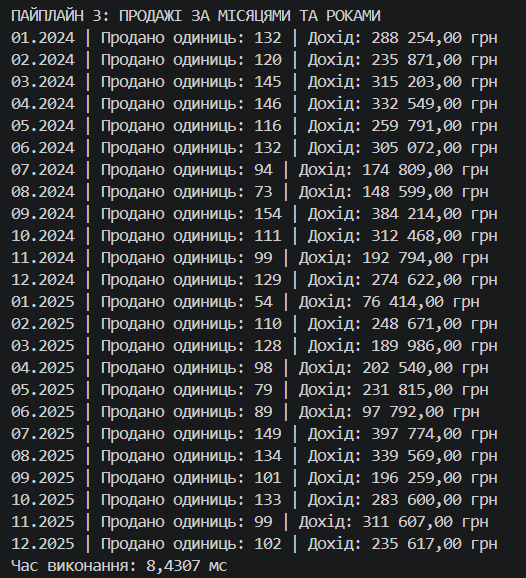 ПАЙПЛАЙН 3: ПРОДАЖІ ЗА МІСЯЦЯМИ ТА РОКАМИ
01.2024 | Продано одиниць: 132 | Дохід: 288 254,00 грн
02.2024 | Продано одиниць: 120 | Дохід: 235 871,00 грн
03.2024 | Продано одиниць: 145 | Дохід: 315 203,00 грн
04.2024 | Продано одиниць: 146 | Дохід: 332 549,00 грн
05.2024 | Продано одиниць: 116 | Дохід: 259 791,00 грн
06.2024 | Продано одиниць: 132 | Дохід: 305 072,00 грн
07.2024 | Продано одиниць: 94 | Дохід: 174 809,00 грн
08.2024 | Продано одиниць: 73 | Дохід: 148 599,00 грн
09.2024 | Продано одиниць: 154 | Дохід: 384 214,00 грн
10.2024 | Продано одиниць: 111 | Дохід: 312 468,00 грн
11.2024 | Продано одиниць: 99 | Дохід: 192 794,00 грн
12.2024 | Продано одиниць: 129 | Дохід: 274 622,00 грн
01.2025 | Продано одиниць: 54 | Дохід: 76 414,00 грн
02.2025 | Продано одиниць: 110 | Дохід: 248 671,00 грн
03.2025 | Продано одиниць: 128 | Дохід: 189 986,00 грн
04.2025 | Продано одиниць: 98 | Дохід: 202 540,00 грн
05.2025 | Продано одиниць: 79 | Дохід: 231 815,00 грн
06.2025 | Продано одиниць: 89 | Дохід: 97 792,00 грн
07.2025 | Продано одиниць: 149 | Дохід: 397 774,00 грн
08.2025 | Продано одиниць: 134 | Дохід: 339 569,00 грн
09.2025 | Продано одиниць: 101 | Дохід: 196 259,00 грн
10.2025 | Продано одиниць: 133 | Дохід: 283 600,00 грн
11.2025 | Продано одиниць: 99 | Дохід: 311 607,00 грн
12.2025 | Продано одиниць: 102 | Дохід: 235 617,00 грн
Час виконання: 8,4307 мс